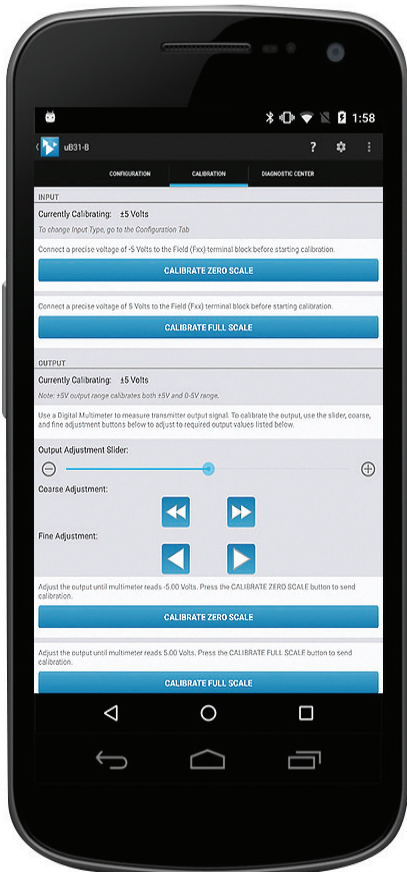 1:58
uB31-B
?
CONFIGURATION CALIBRATION DIAGNOSTIC CENTER
INPUT
Currently Calibrating: ±5 Volts
To change Input Type, go to the Configuration Tab
Connect a precise voltage of -5 Volts to the Field (Fxx) terminal block before starting calibration.
CALIBRATE ZERO SCALE
Connect a precise voltage of 5 Volts to the Field (Fxx) terminal block before starting calibration.
CALIBRATE FULL SCALE
OUTPUT
Currently Calibrating: ±5 Volts
Note: ±5V output range calibrates both ±5V and 0-5V range.
Use a Digital Multimeter to measure transmitter output signal. To calibrate the output, use the slider, coarse,
and fine adjustment buttons below to adjust to required output values listed below.
Output Adjustment Slider:
Coarse Adjustment:
Fine Adjustment:
Adjust the output until multimeter reads -5.00 Volts. Press the CALIBRATE ZERO SCALE button to send
calibration.
CALIBRATE ZERO SCALE
Adjust the output until multimeter reads 5.00 Volts. Press the CALIBRATE FULL SCALE button to send
calibration.
CALIBRATE FULL SCALE